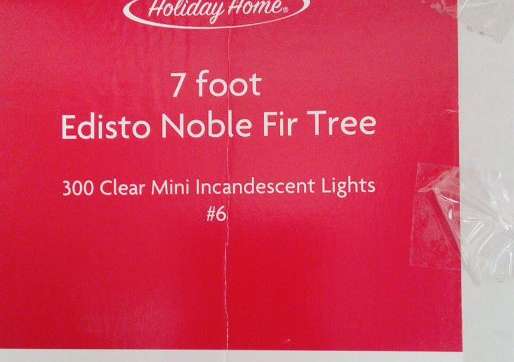 Holiday Home®
7 foot
Edisto Noble Fir Tree
300 Clear Mini Incandescent Lights
#6